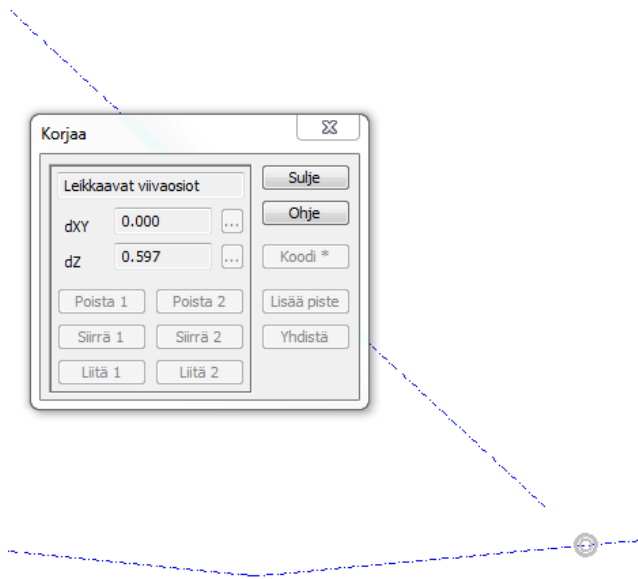 Korjaa
Leikkaavat viivaosiot
Sulje
dXY 0.000 ...
Ohje
dZ 0.597 ...
Koodi *
Poista 1 Poista 2 Lisää piste
Siirrä 1 Siirrä 2 Yhdistä
Liitä 1 Liitä 2